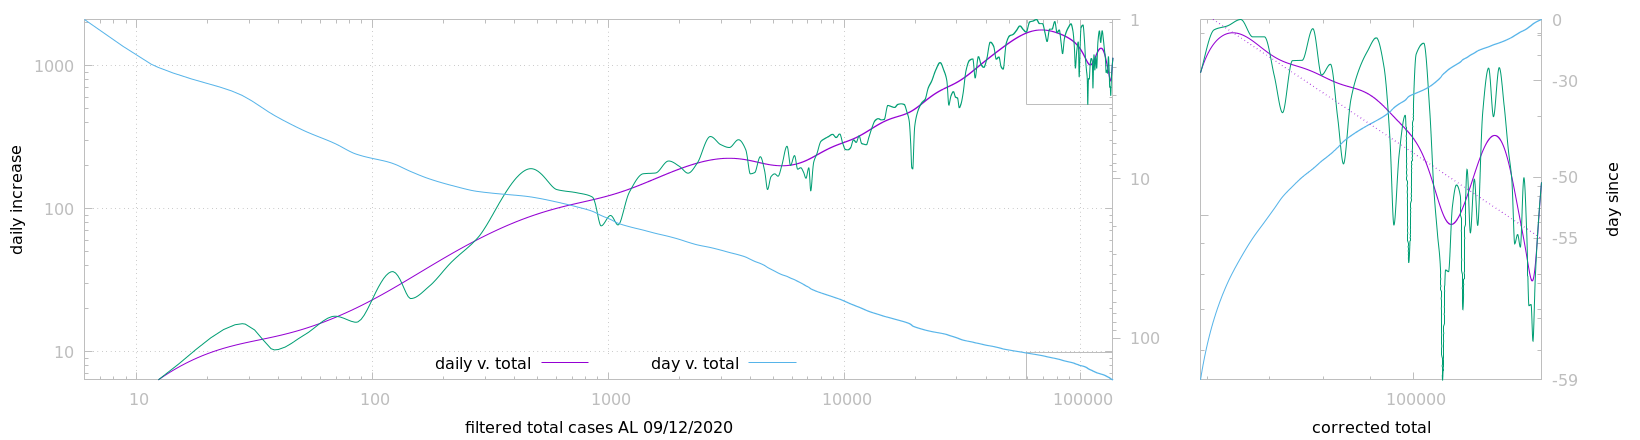 daily increase
1000
100
10
daily v. total
day v. total
10
100
1000
10000
100000
filtered total cases AL 09/12/2020
1
10
100
100000
corrected total
0
-30
-50
-55
-59
day since